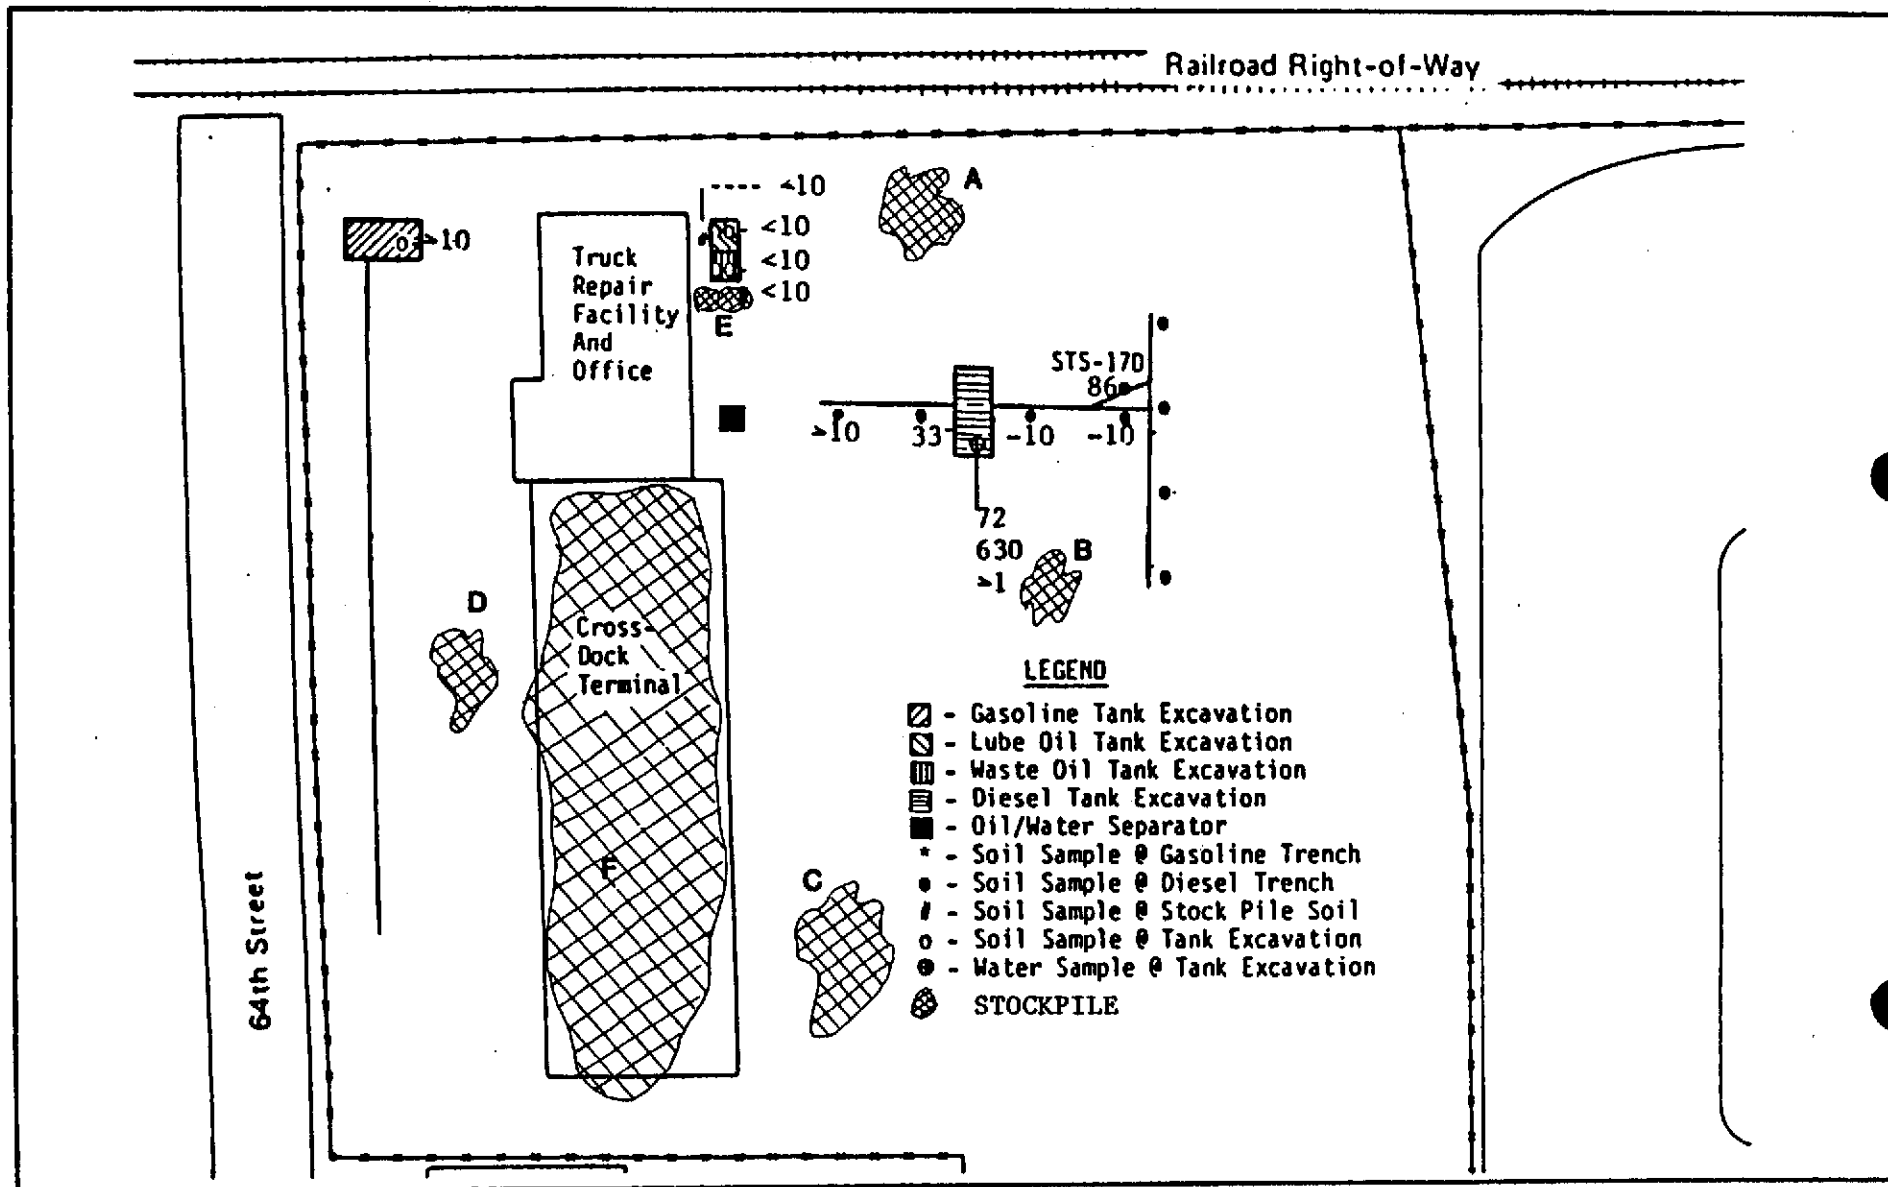 Railroad Right-of-Way
A
<10
<10
<10
<10
>10
Truck
Repair
Facility
And
Office
E
STS-170
86
>10
33
-10
-10
72
630
>1
B
D
Cross-
Dock
Terminal
F
C
64th Street
LEGEND
- Gasoline Tank Excavation
- Lube Oil Tank Excavation
- Waste Oil Tank Excavation
- Diesel Tank Excavation
- Oil/Water Separator
* - Soil Sample @ Gasoline Trench
● - Soil Sample @ Diesel Trench
# - Soil Sample @ Stock Pile Soil
o - Soil Sample @ Tank Excavation
⊕ - Water Sample @ Tank Excavation
STOCKPILE